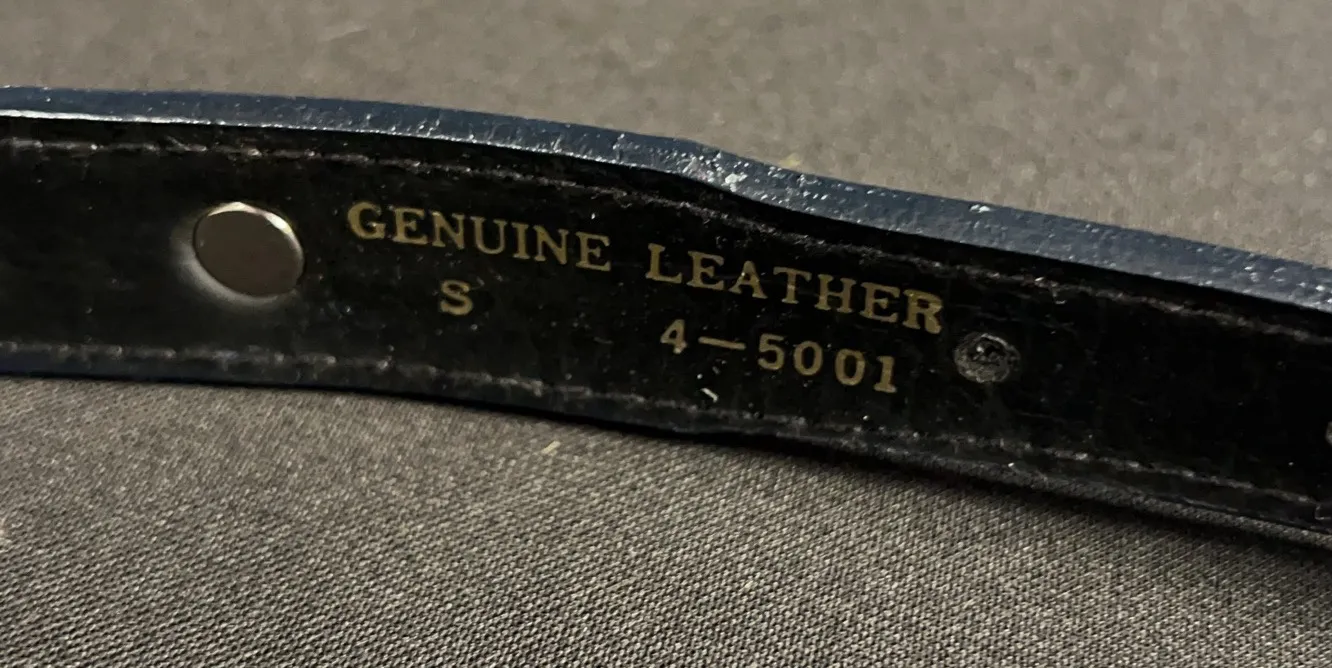 GENUINE LEATHER
S 4-5001